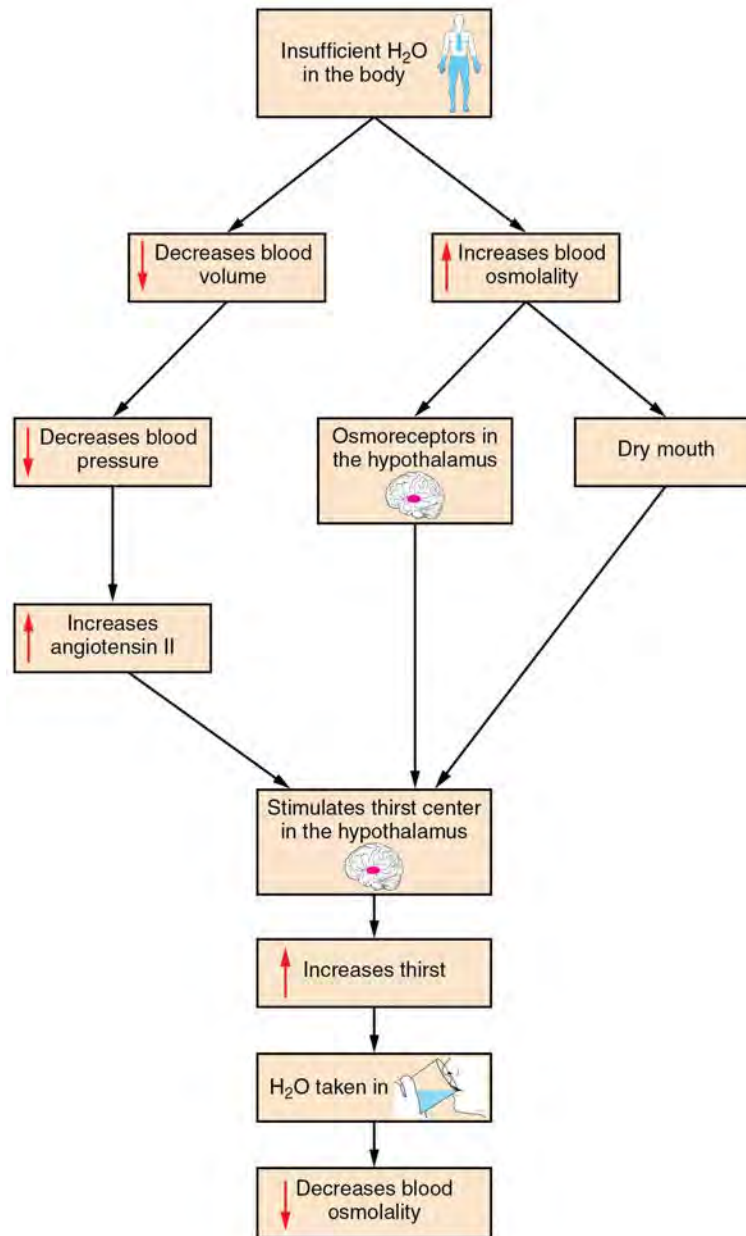 Insufficient H₂O
in the body
Decreases blood
volume
Increases blood
osmolality
Decreases blood
pressure
Osmoreceptors in
the hypothalamus
Dry mouth
Increases
angiotensin II
Stimulates thirst center
in the hypothalamus
Increases thirst
H₂O taken in
Decreases blood
osmolality